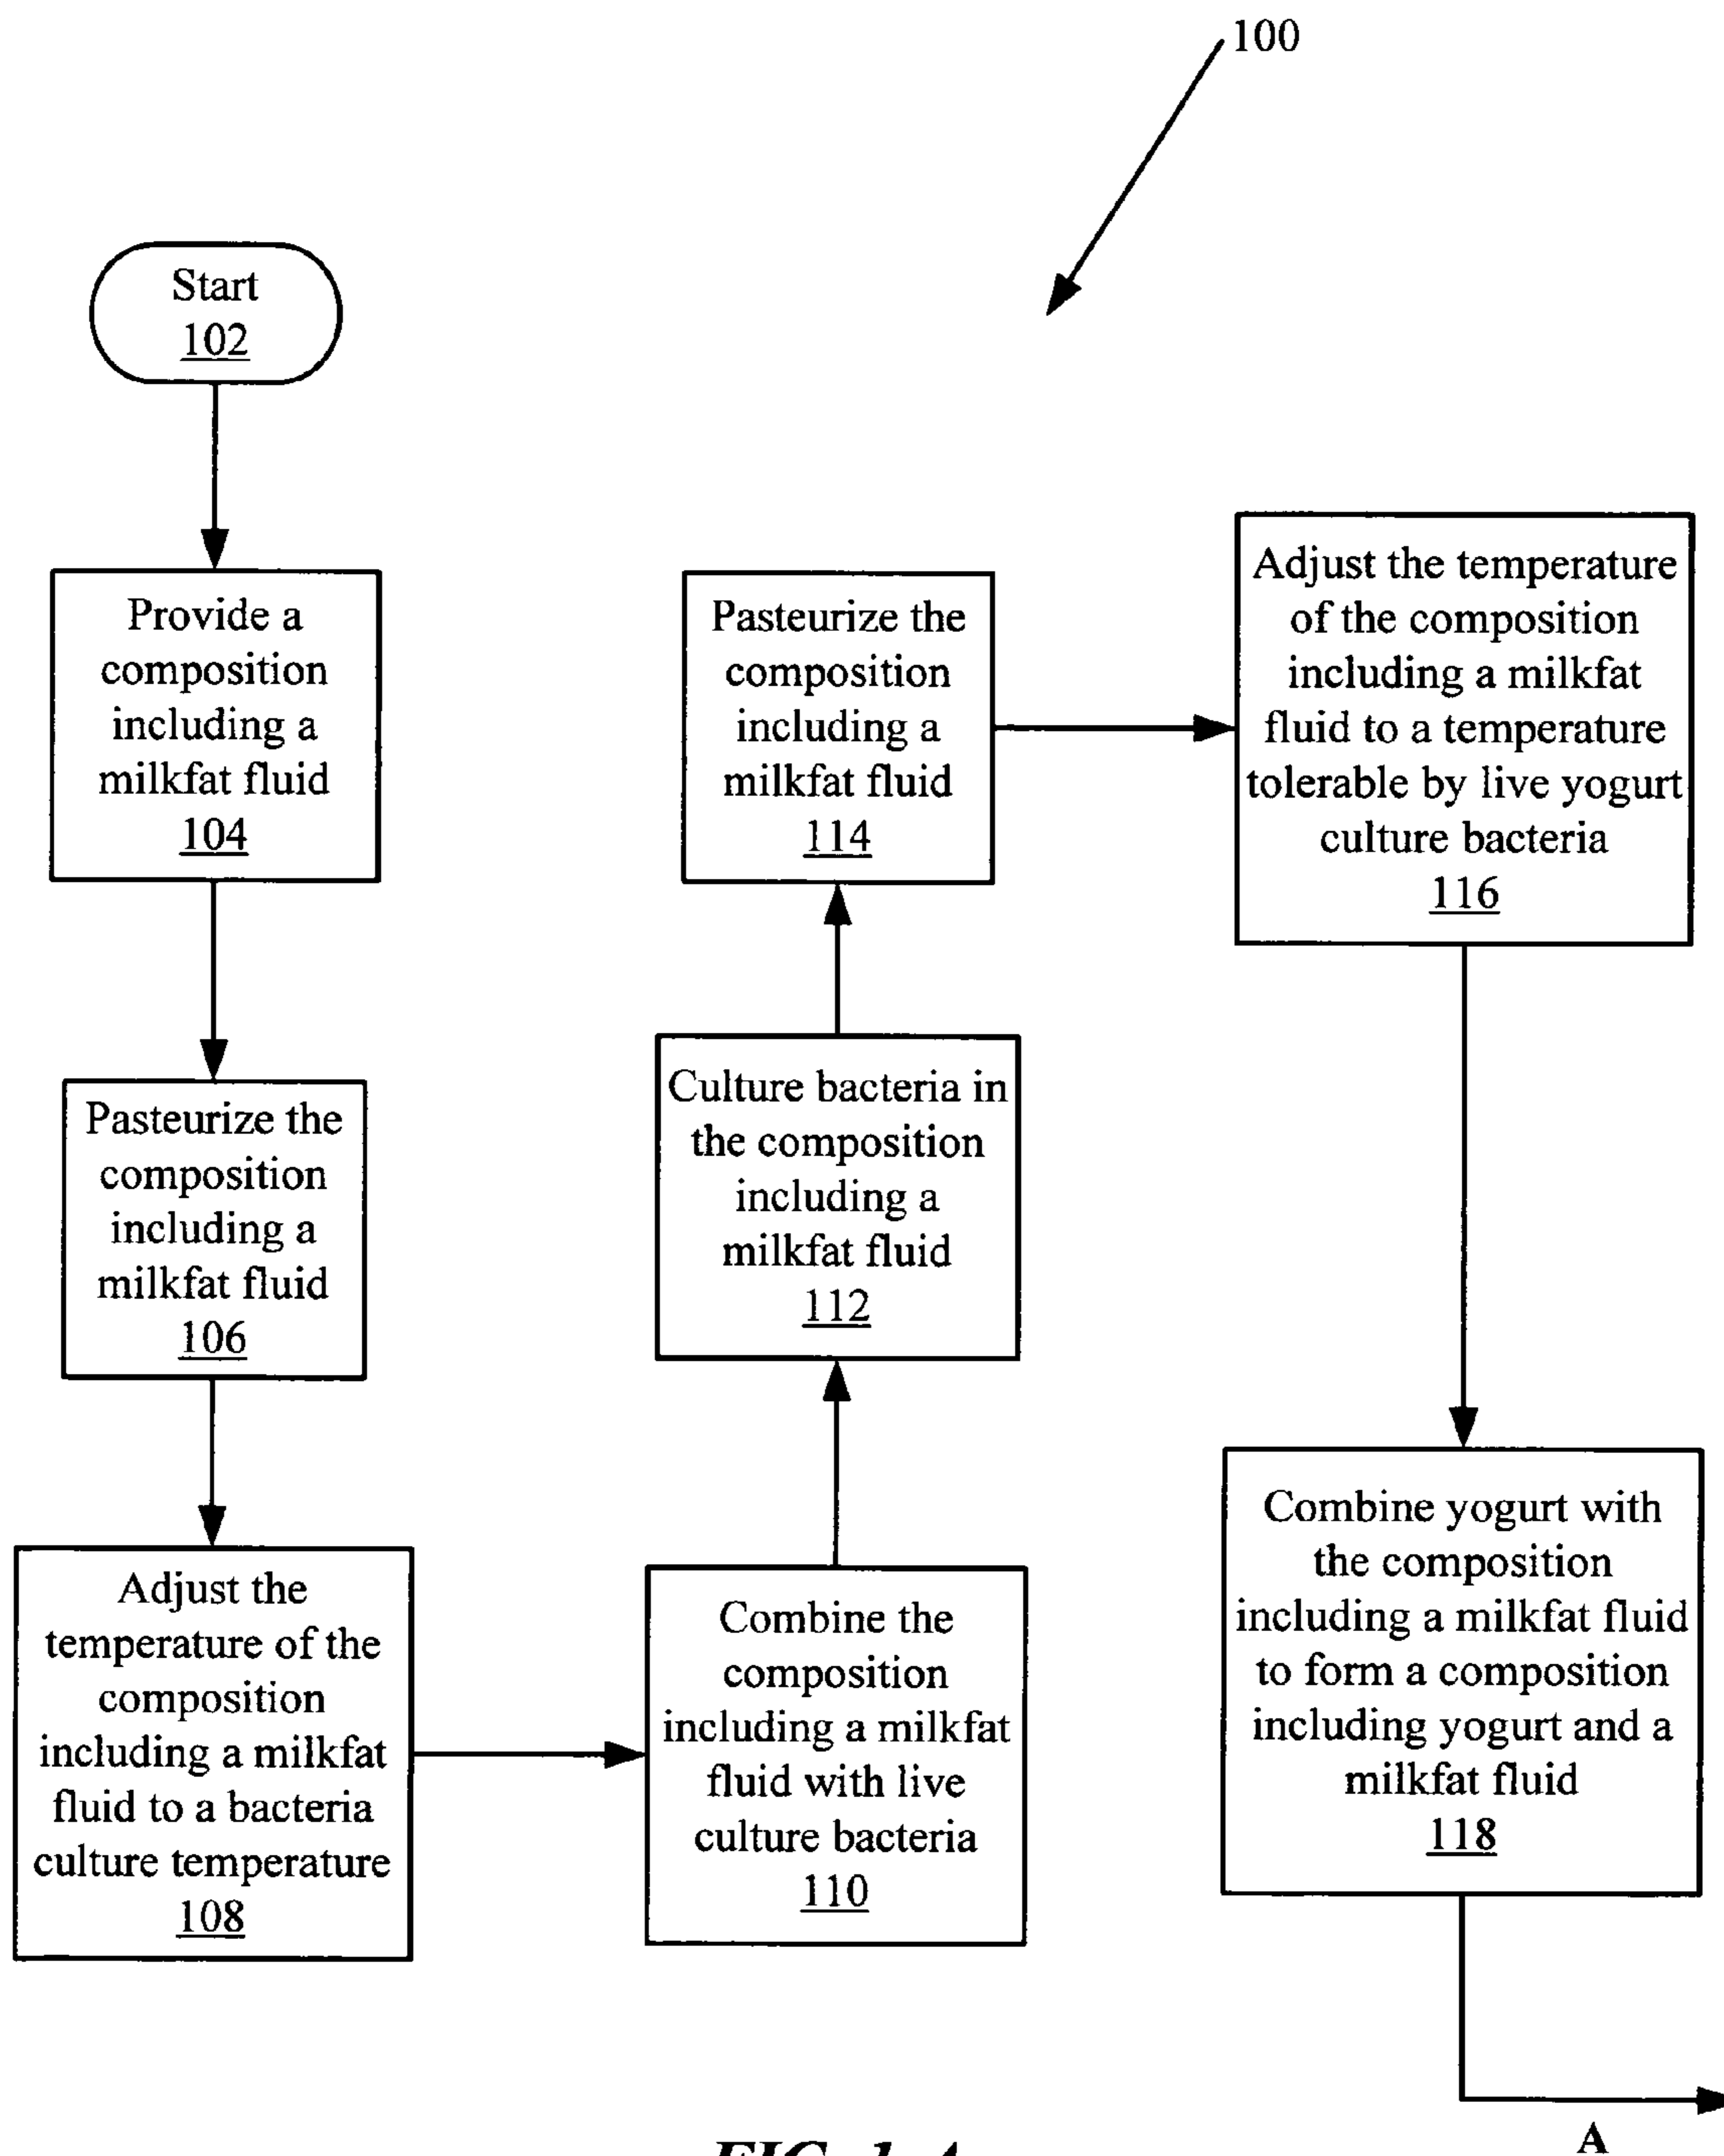 100
Start
102
Provide a
composition
including a
milkfat fluid
104
Pasteurize the
composition
including a
milkfat fluid
106
Adjust the
temperature of the
composition
including a milkfat
fluid to a bacteria
culture temperature
108
Combine the
composition
including a milkfat
fluid with live
culture bacteria
110
Culture bacteria in
the composition
including a
milkfat fluid
112
Pasteurize the
composition
including a
milkfat fluid
114
Adjust the temperature
of the composition
including a milkfat
fluid to a temperature
tolerable by live yogurt
culture bacteria
116
Combine yogurt with
the composition
including a milkfat fluid
to form a composition
including yogurt and a
milkfat fluid
118
A
FIG. 1-A